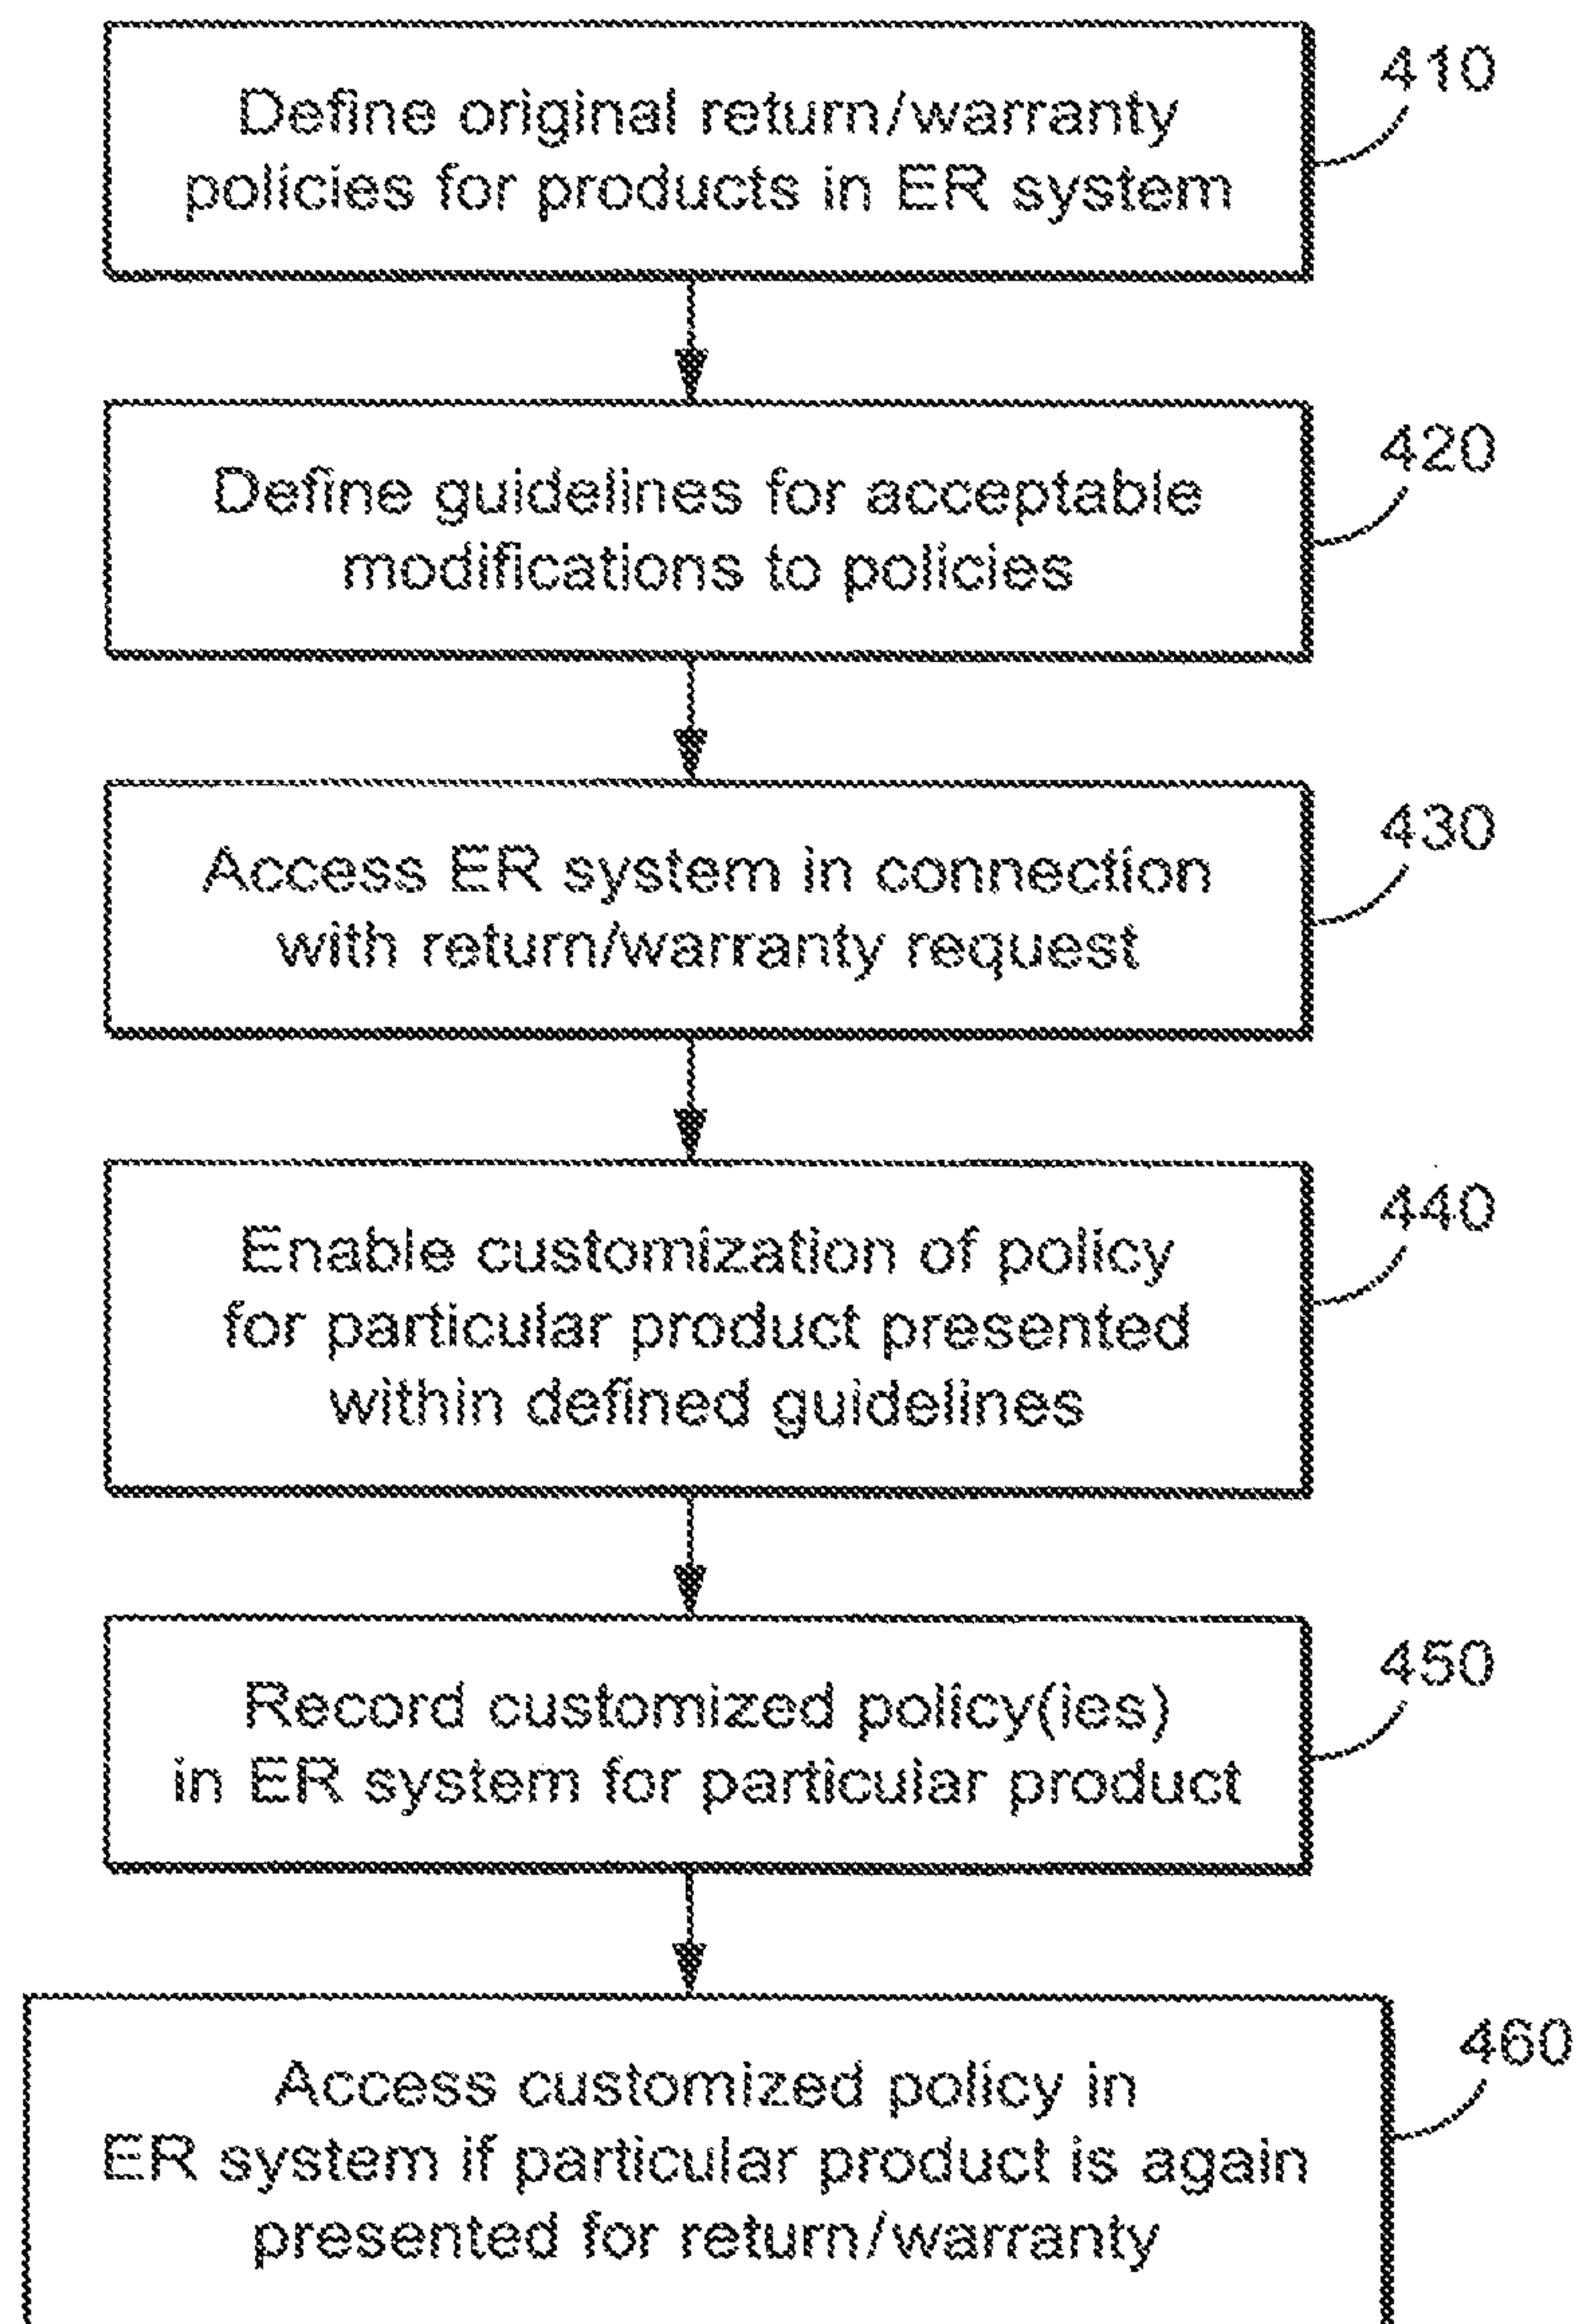 Define original return/warranty
policies for products in ER system
410
Define guidelines for acceptable
modifications to policies
420
Access ER system in connection
with return/warranty request
430
Enable customization of policy
for particular product presented
within defined guidelines
440
Record customized policy(ies)
in ER system for particular product
450
Access customized policy in
ER system if particular product is again
presented for return/warranty
460